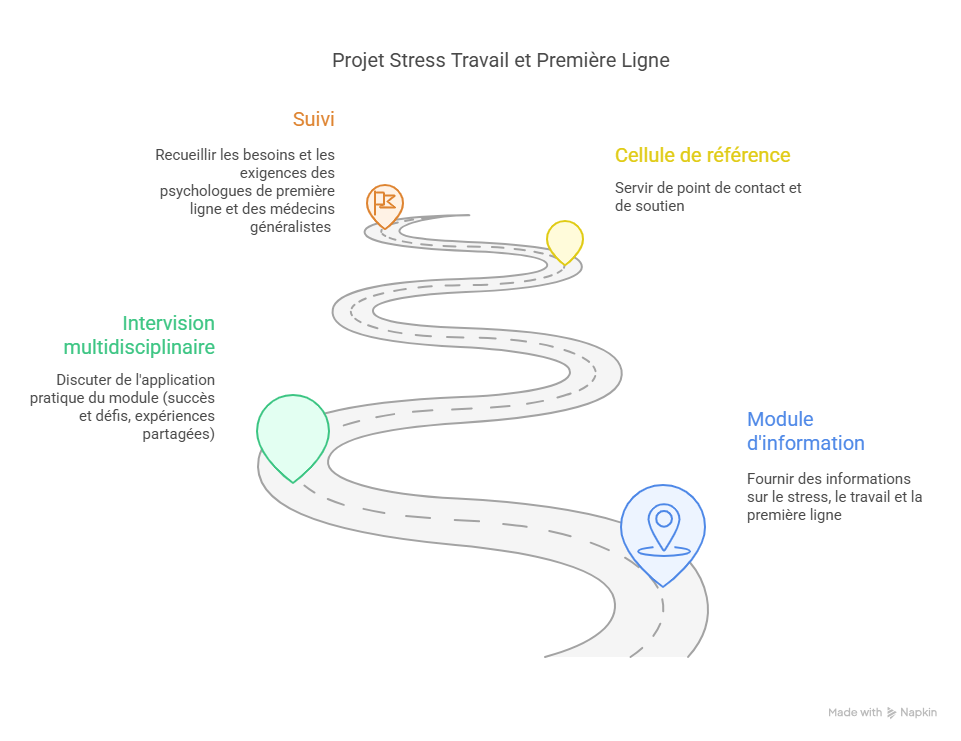 Projet Stress Travail et Première Ligne
Suivi
Recueillir les besoins et les
exigences des
psychologues de première
ligne et des médecins
généralistes
Cellule de référence
Servir de point de contact et
de soutien
Intervision
multidisciplinaire
Discuter de l'application
pratique du module (succès
et défis, expériences
partagées)
Module
d'information
Fournir des informations
sur le stress, le travail et la
première ligne
Made with Napkin